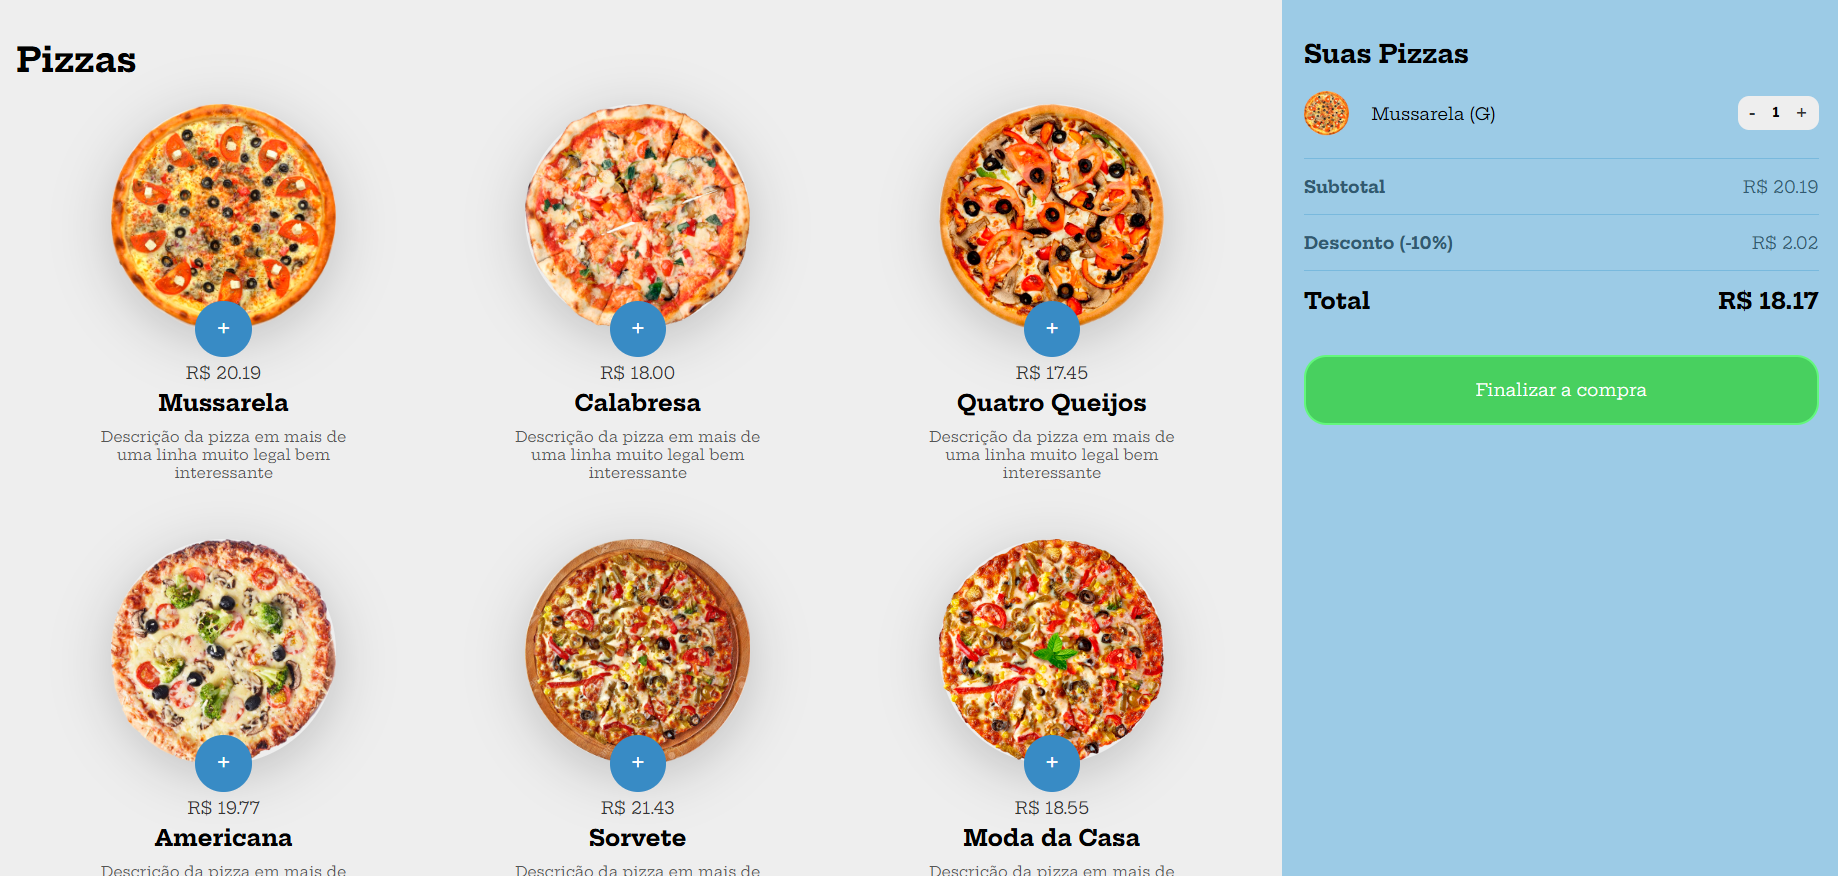 Pizzas
+
R$ 20.19
Mussarela
Descrição da pizza em mais de
uma linha muito legal bem
interessante
+
R$ 18.00
Calabresa
Descrição da pizza em mais de
uma linha muito legal bem
interessante
+
R$ 17.45
Quatro Queijos
Descrição da pizza em mais de
uma linha muito legal bem
interessante
+
R$ 19.77
Americana
Descrição da pizza em mais de
+
R$ 21.43
Sorvete
Descrição da pizza em mais de
+
R$ 18.55
Moda da Casa
Descrição da pizza em mais de
Suas Pizzas
Mussarela (G) - 1 +
Subtotal R$ 20.19
Desconto (-10%) R$ 2.02
Total R$ 18.17
Finalizar a compra